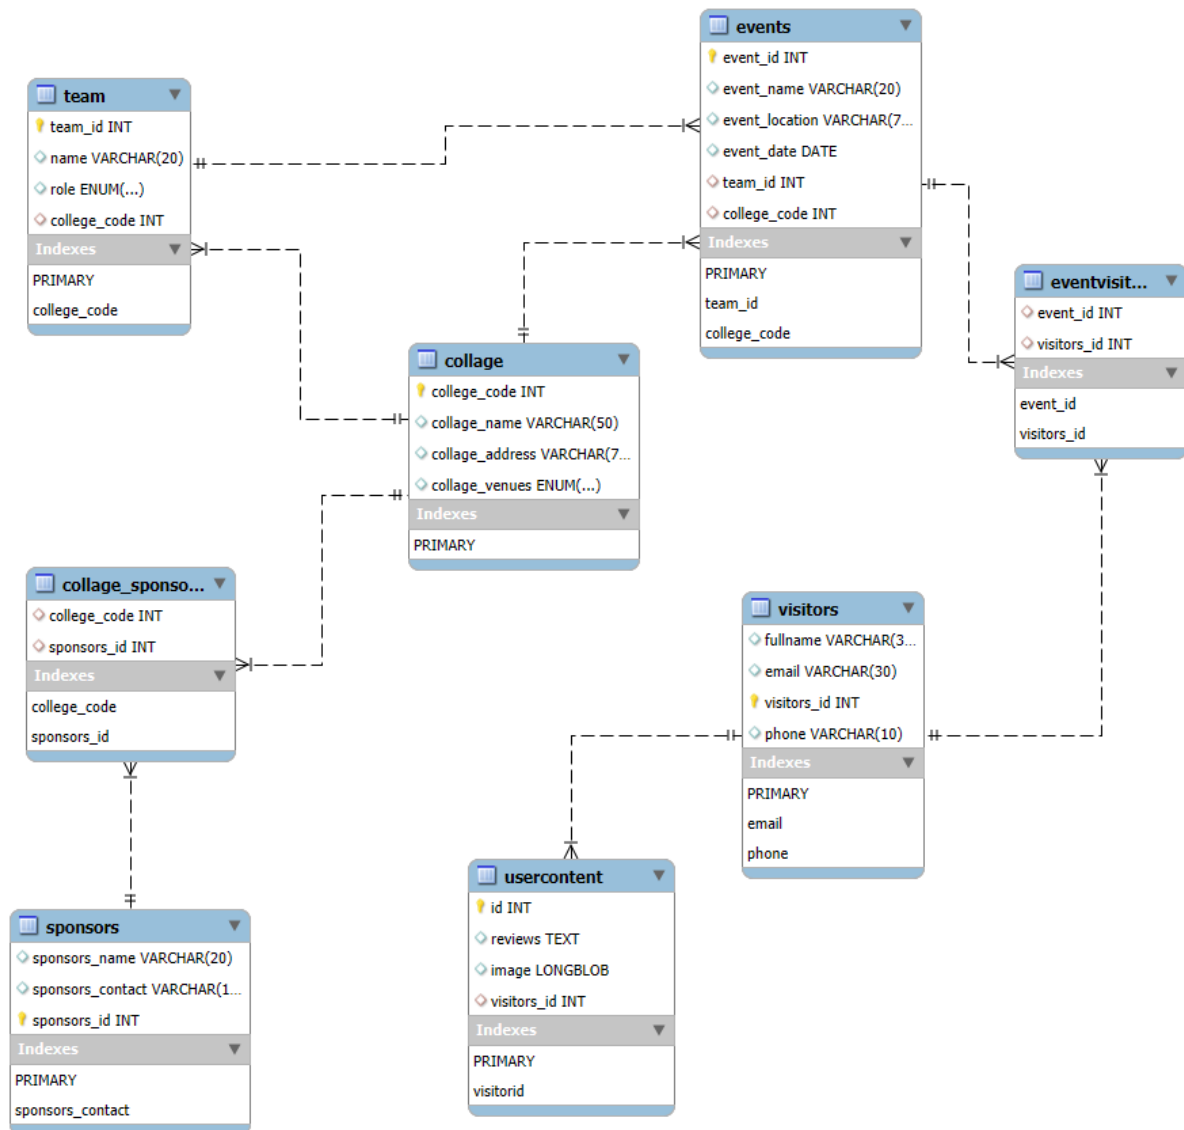 team
team_id INT
name VARCHAR(20)
role ENUM(...)
college_code INT
Indexes
PRIMARY
college_code
events
event_id INT
event_name VARCHAR(20)
event_location VARCHAR(7...
event_date DATE
team_id INT
college_code INT
Indexes
PRIMARY
team_id
college_code
eventvisit...
event_id INT
visitors_id INT
Indexes
event_id
visitors_id
collage
college_code INT
collage_name VARCHAR(50)
collage_address VARCHAR(7...
collage_venues ENUM(...)
Indexes
PRIMARY
collage_sponso...
college_code INT
sponsors_id INT
Indexes
college_code
sponsors_id
visitors
fullname VARCHAR(3...
email VARCHAR(30)
visitors_id INT
phone VARCHAR(10)
Indexes
PRIMARY
email
phone
usercontent
id INT
reviews TEXT
image LONGBLOB
visitors_id INT
Indexes
PRIMARY
visitorid
sponsors
sponsors_name VARCHAR(20)
sponsors_contact VARCHAR(1...
sponsors_id INT
Indexes
PRIMARY
sponsors_contact